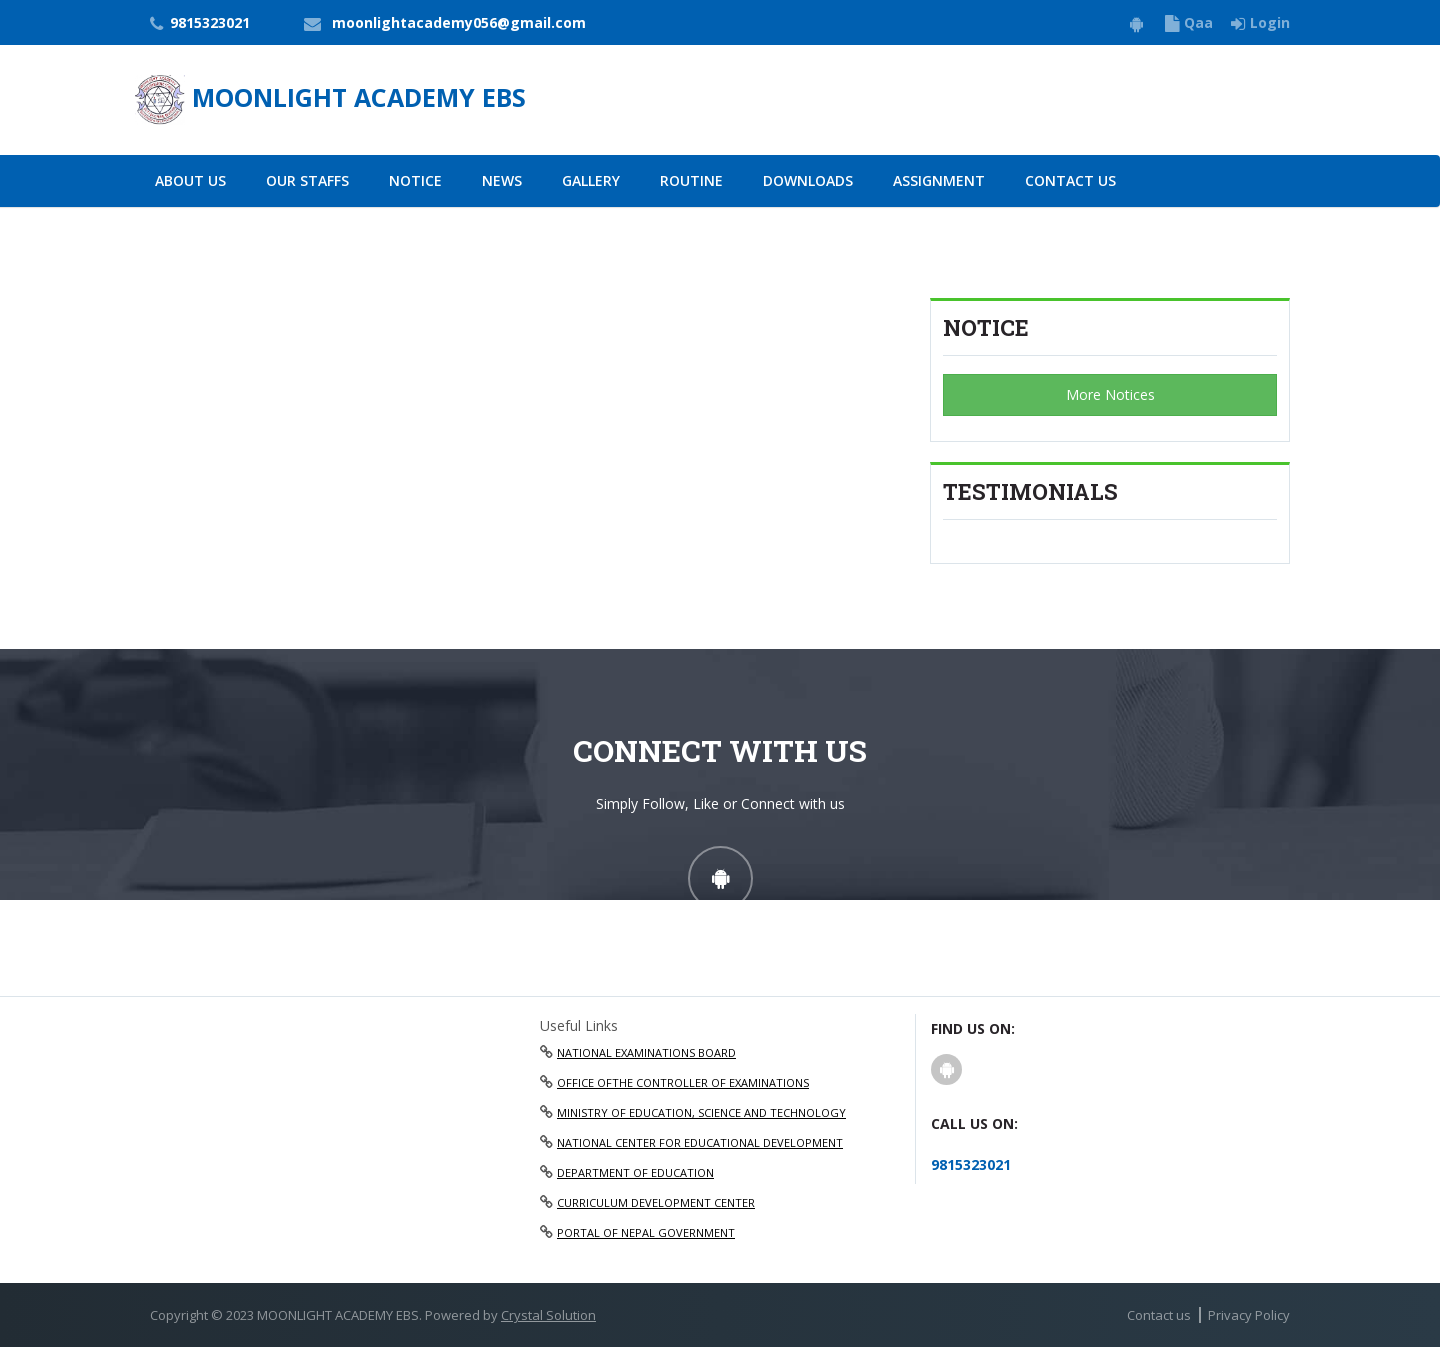 9815323021 moonlightacademy056@gmail.com Qaa Login
MOONLIGHT ACADEMY EBS
ABOUT US OUR STAFFS NOTICE NEWS GALLERY ROUTINE DOWNLOADS ASSIGNMENT CONTACT US
NOTICE
More Notices
TESTIMONIALS
CONNECT WITH US
Simply Follow, Like or Connect with us
Useful Links
NATIONAL EXAMINATIONS BOARD
OFFICE OFTHE CONTROLLER OF EXAMINATIONS
MINISTRY OF EDUCATION, SCIENCE AND TECHNOLOGY
NATIONAL CENTER FOR EDUCATIONAL DEVELOPMENT
DEPARTMENT OF EDUCATION
CURRICULUM DEVELOPMENT CENTER
PORTAL OF NEPAL GOVERNMENT
FIND US ON:
CALL US ON:
9815323021
Copyright © 2023 MOONLIGHT ACADEMY EBS. Powered by Crystal Solution
Contact us | Privacy Policy